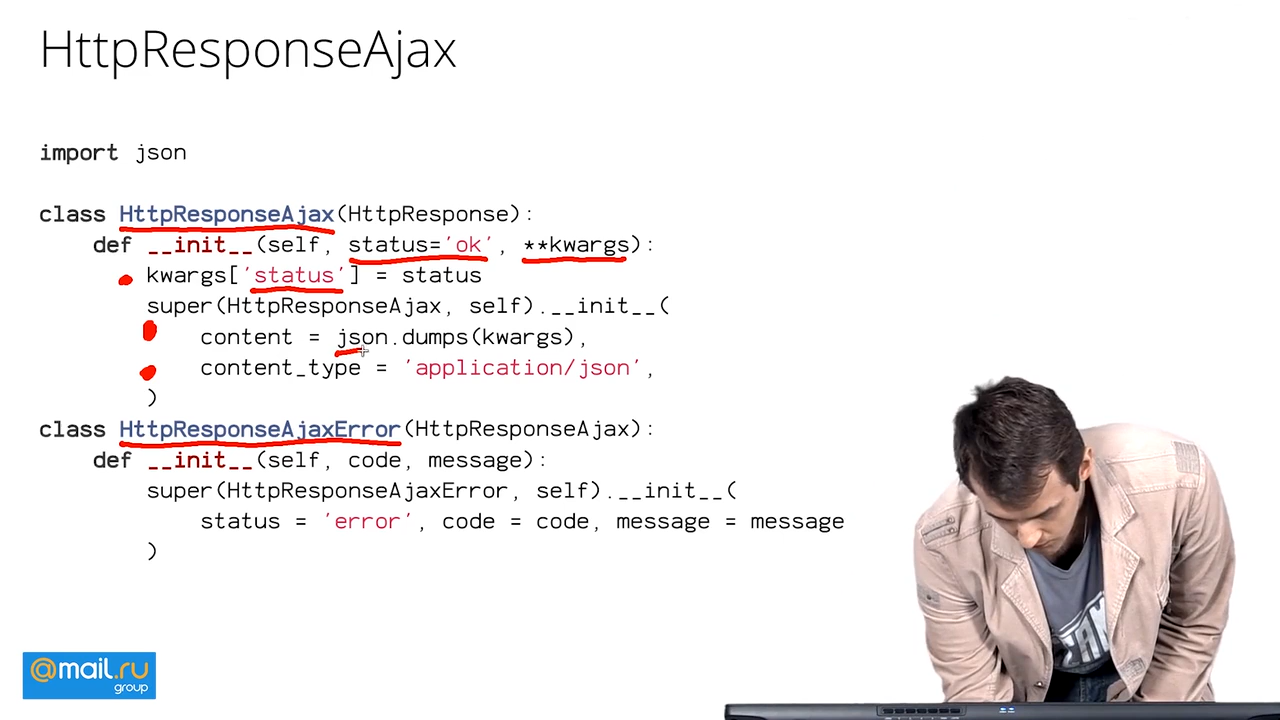 HttpResponseAjax
import json
class HttpResponseAjax(HttpResponse):
def __init__(self, status='ok', **kwargs):
kwargs['status'] = status
super(HttpResponseAjax, self).__init__(
content = json.dumps(kwargs),
content_type = 'application/json',
)
class HttpResponseAjaxError(HttpResponseAjax):
def __init__(self, code, message):
super(HttpResponseAjaxError, self).__init__(
status = 'error', code = code, message = message
)
@mail.ru
group